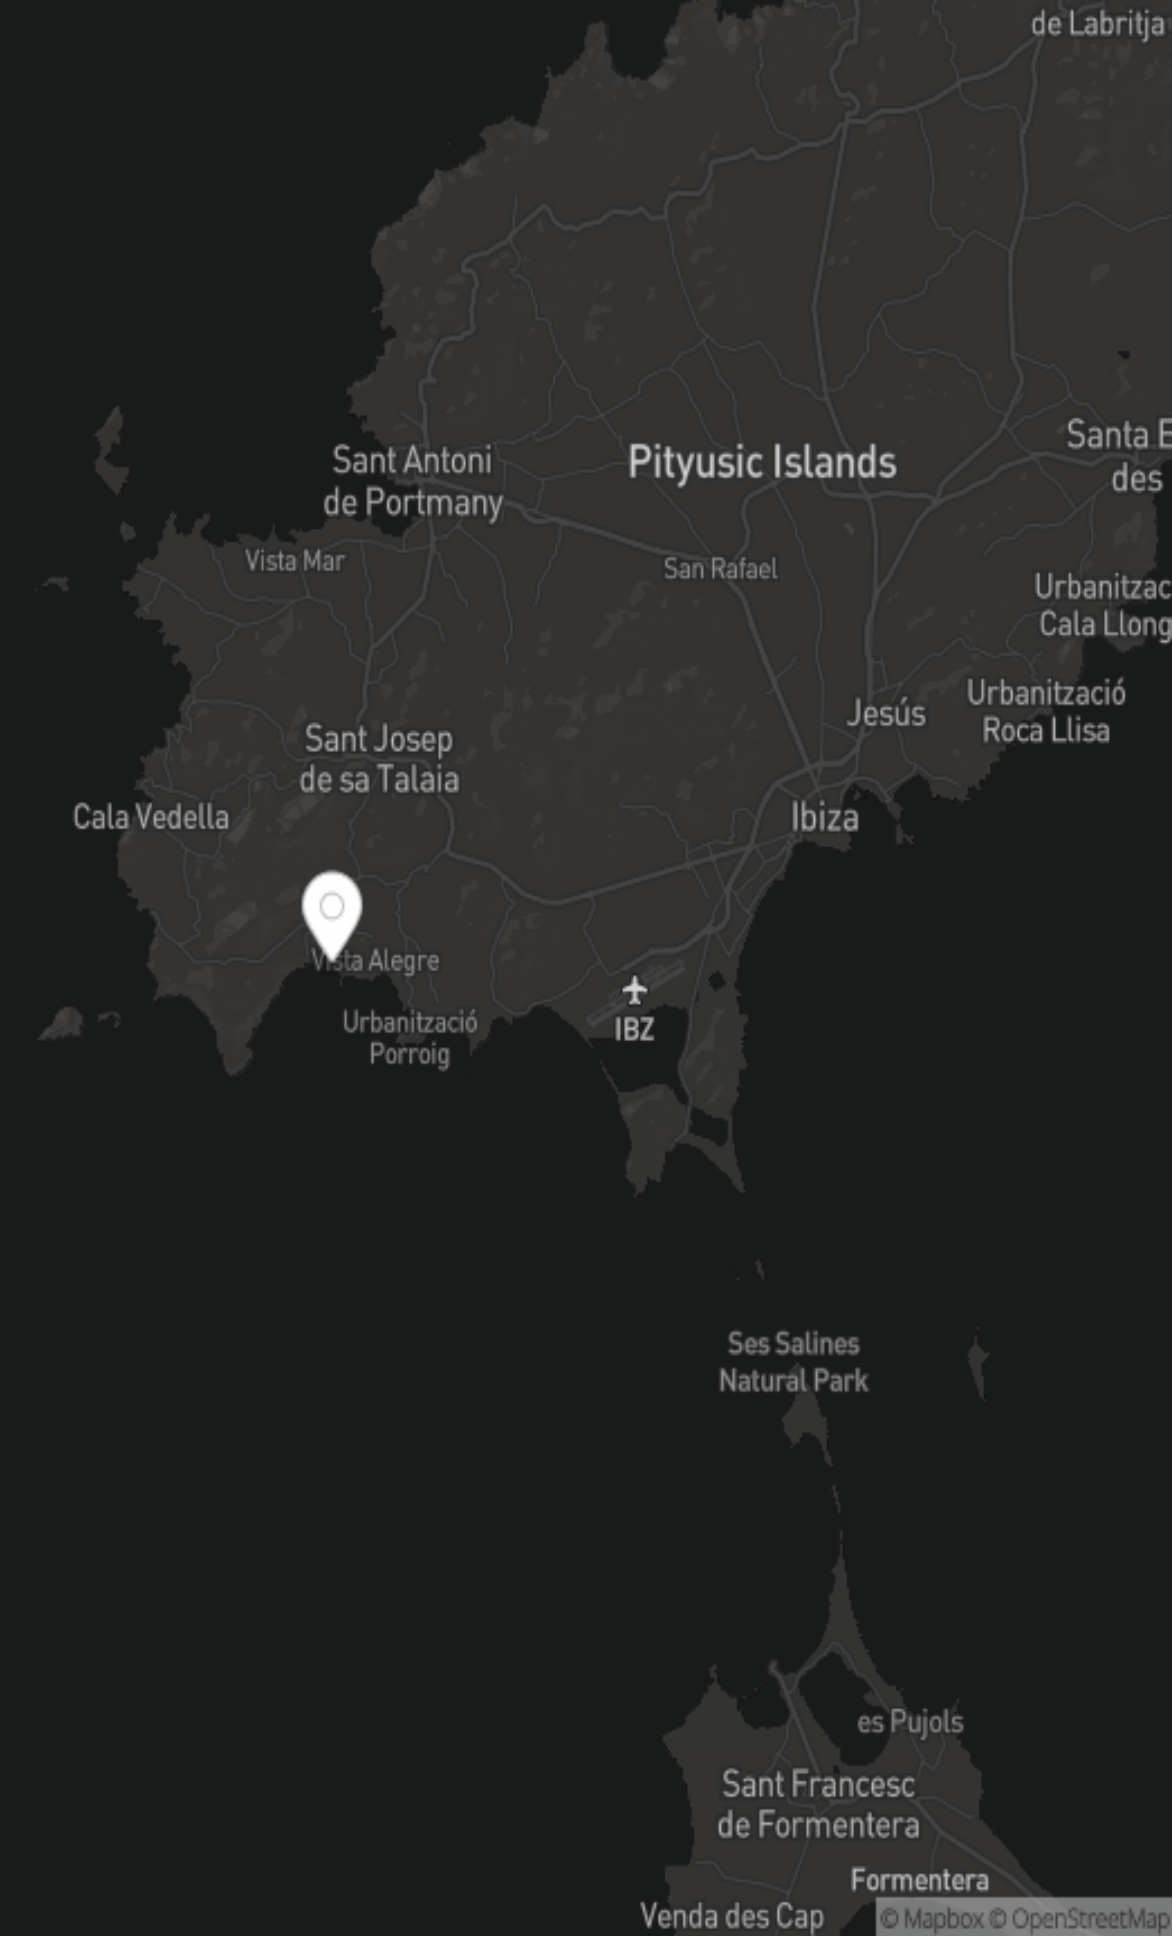 de Labritja
Sant Antoni
de Portmany
Pityusic Islands
Santa E
des
Vista Mar
San Rafael
Urbanitzac
Cala Llong
Urbanització
Roca Llisa
Jesús
Sant Josep
de sa Talaia
Cala Vedella
Ibiza
Vista Alegre
Urbanització
Porroig
IBZ
Ses Salines
Natural Park
es Pujols
Sant Francesc
de Formentera
Formentera
Venda des Cap
© Mapbox © OpenStreetMap